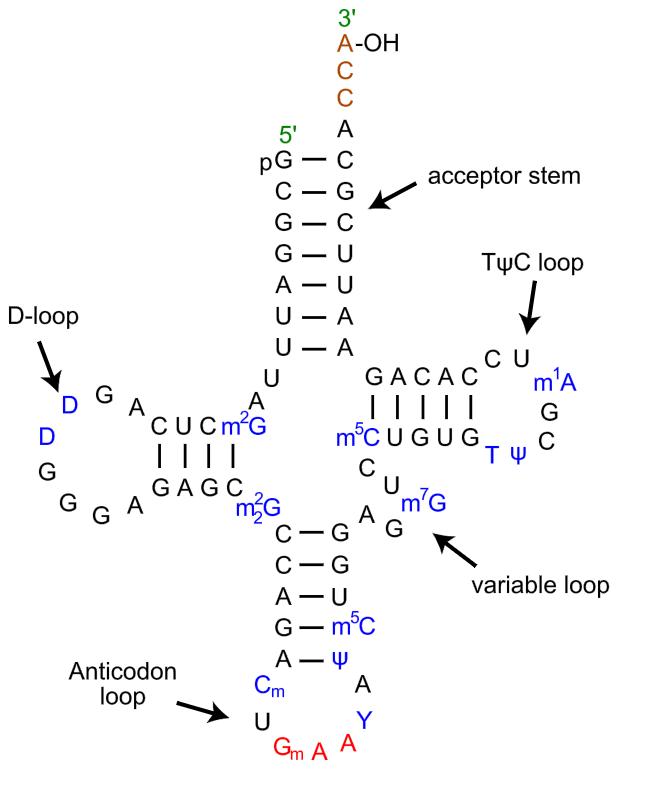 3'
A-OH
C
C
A
5'
pG — C
acceptor stem
C — G
G — C
G — U
TψC loop
A — U
D-loop
U — A
U — A
C U
U
G A C A C
m¹A
D G A
A
G
C U C m²G
D
m⁵C U G U G
T ψ C
G
C
G A G C
U
G G A
m²₂G
m⁷G
A G
C — G
C — G
variable loop
A — U
G — m⁵C
A — ψ
Anticodon
loop
Cm
A
U
Y
Gm A A